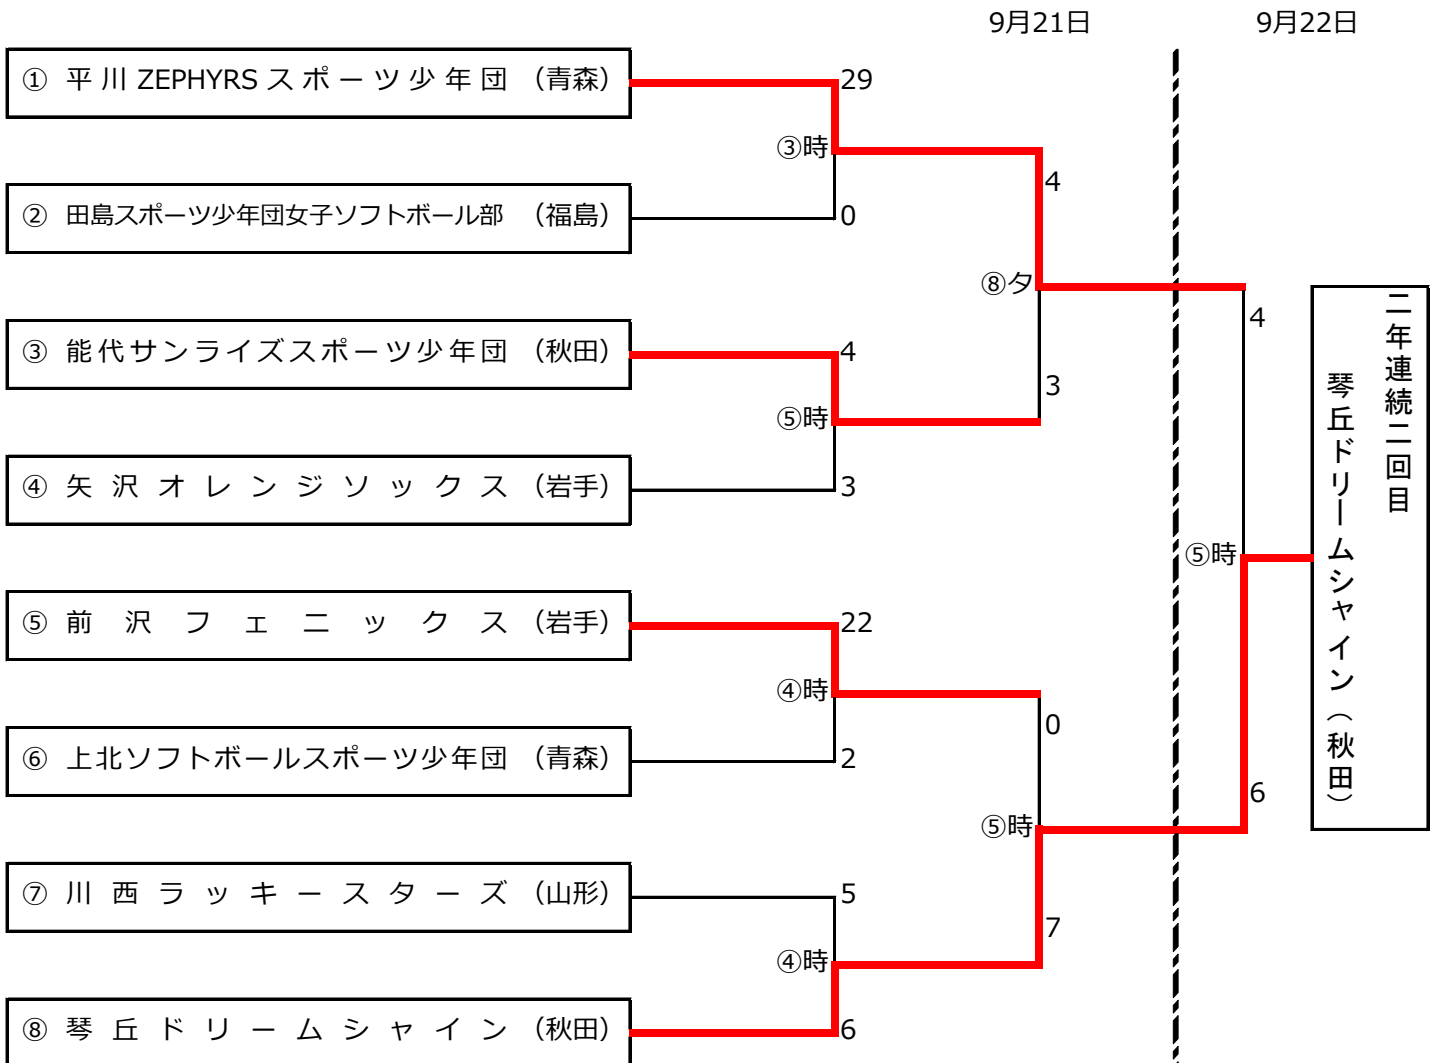 9月21日 9月22日
① 平川ZEPHYRSスポーツ少年団 (青森)
29
③時
4
② 田島スポーツ少年団女子ソフトボール部 (福島)
0
⑧タ
4
③ 能代サンライズスポーツ少年団 (秋田)
4
3
⑤時
④ 矢沢オレンジソックス (岩手)
3
⑤時
二年連続二回目
琴丘ドリームシャイン(秋田)
⑤ 前沢フェニックス (岩手)
22
④時
0
⑥ 上北ソフトボールスポーツ少年団 (青森)
2
6
⑤時
⑦ 川西ラッキースターズ (山形)
5
7
④時
⑧ 琴丘ドリームシャイン (秋田)
6